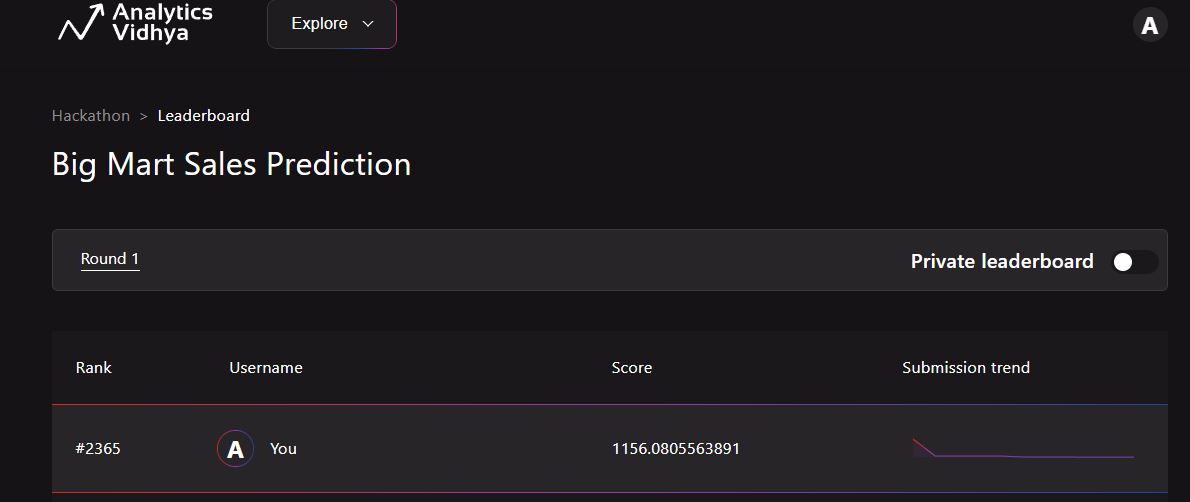 Analytics
Vidhya
Explore
A
Hackathon > Leaderboard
Big Mart Sales Prediction
Round 1
Private leaderboard
Rank Username Score Submission trend
#2365 A You 1156.0805563891